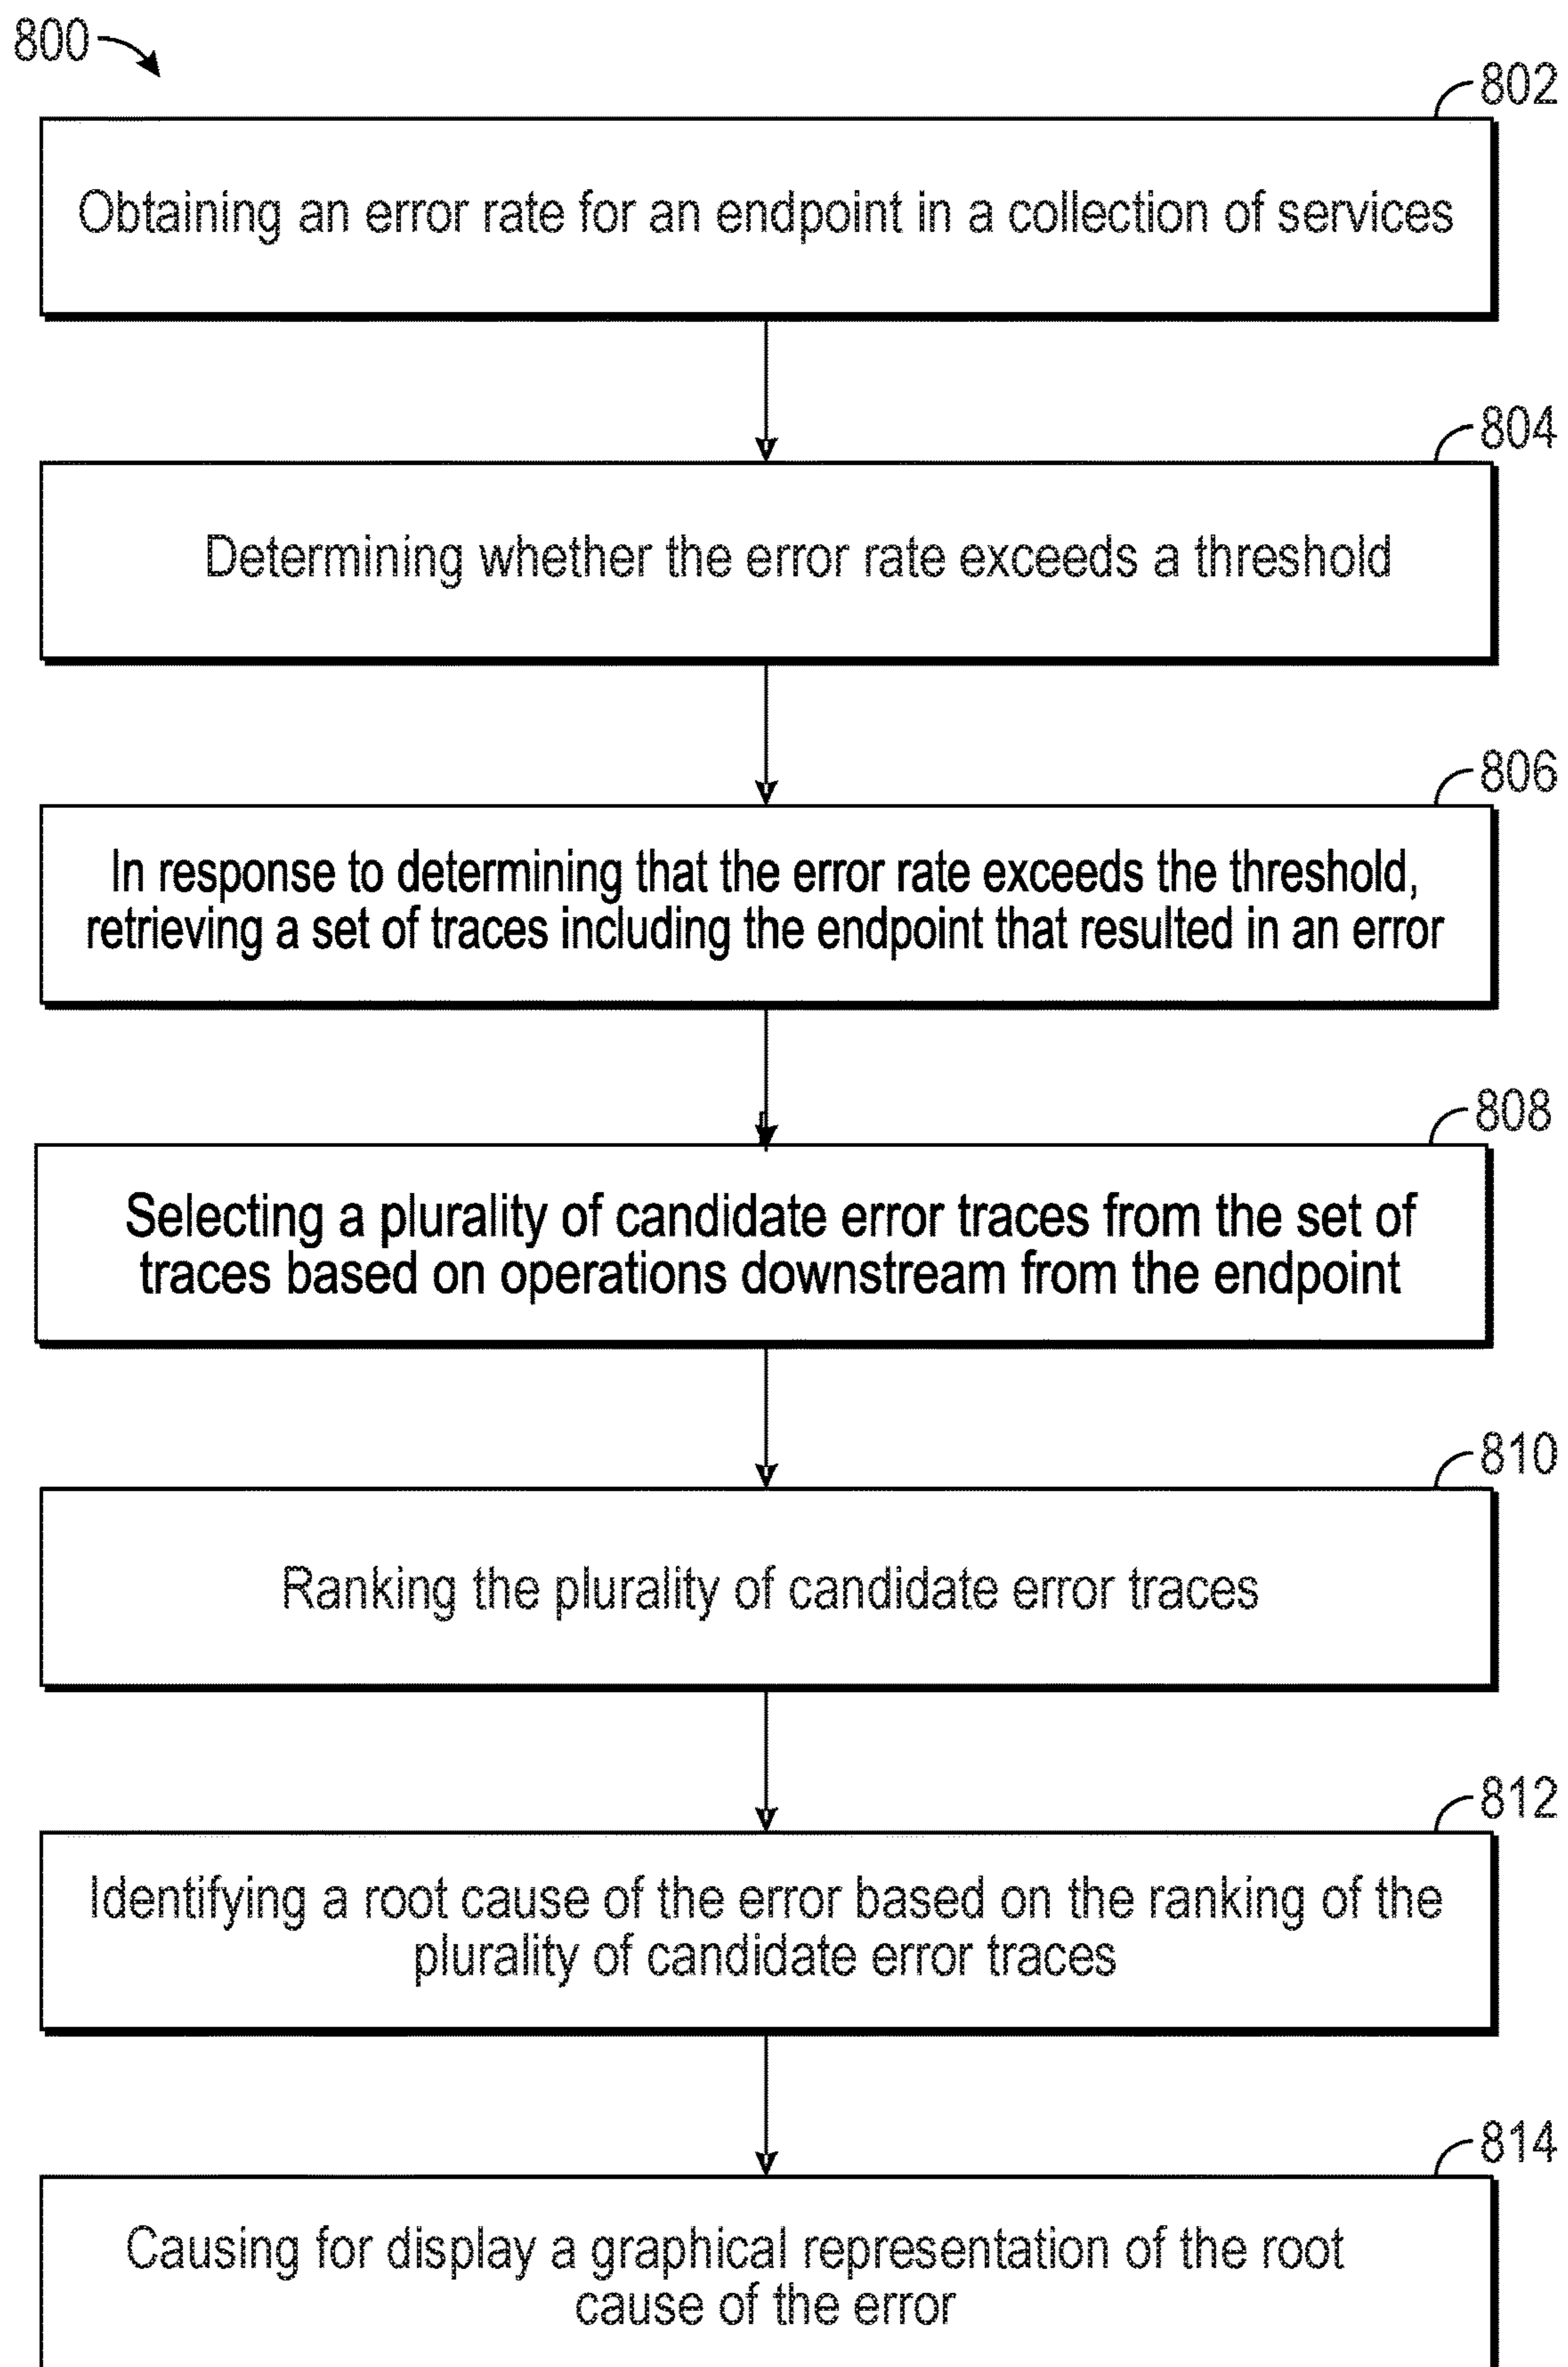 800
802
Obtaining an error rate for an endpoint in a collection of services
804
Determining whether the error rate exceeds a threshold
806
In response to determining that the error rate exceeds the threshold,
retrieving a set of traces including the endpoint that resulted in an error
808
Selecting a plurality of candidate error traces from the set of
traces based on operations downstream from the endpoint
810
Ranking the plurality of candidate error traces
812
Identifying a root cause of the error based on the ranking of the
plurality of candidate error traces
814
Causing for display a graphical representation of the root
cause of the error